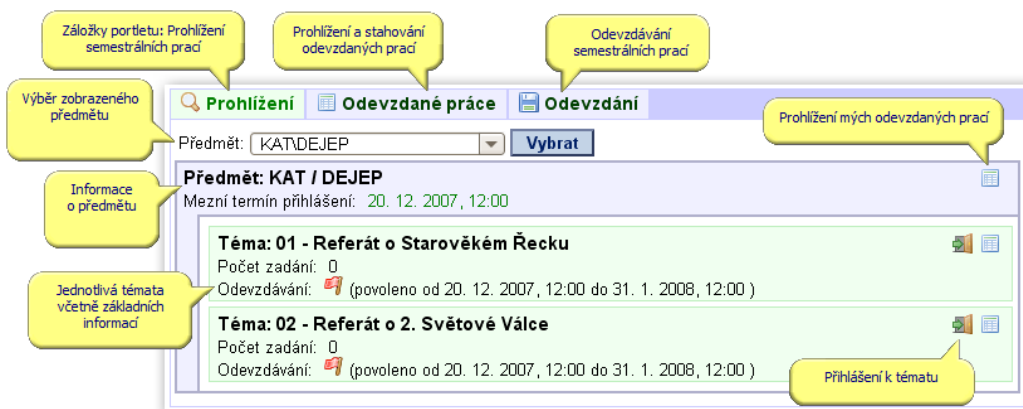 Záložky portletu: Prohlížení
semestrálních prací
Prohlížení a stahování
odevzdaných prací
Odevzdávání
semestrálních prací
Výběr zobrazeného
předmětu
Prohlížení
Odevzdané práce
Odevzdání
Prohlížení mých odevzdaných prací
Předmět:
KAT\DEJEP
Vybrat
Informace
o předmětu
Předmět: KAT / DEJEP
Mezní termín přihlášení: 20. 12. 2007, 12:00
Téma: 01 - Referát o Starověkém Řecku
Počet zadání: 0
Odevzdávání: (povoleno od 20. 12. 2007, 12:00 do 31. 1. 2008, 12:00 )
Jednotlivá témata
včetně základních
informací
Téma: 02 - Referát o 2. Světové Válce
Počet zadání: 0
Odevzdávání: (povoleno od 20. 12. 2007, 12:00 do 31. 1. 2008, 12:00 )
Přihlášení k tématu